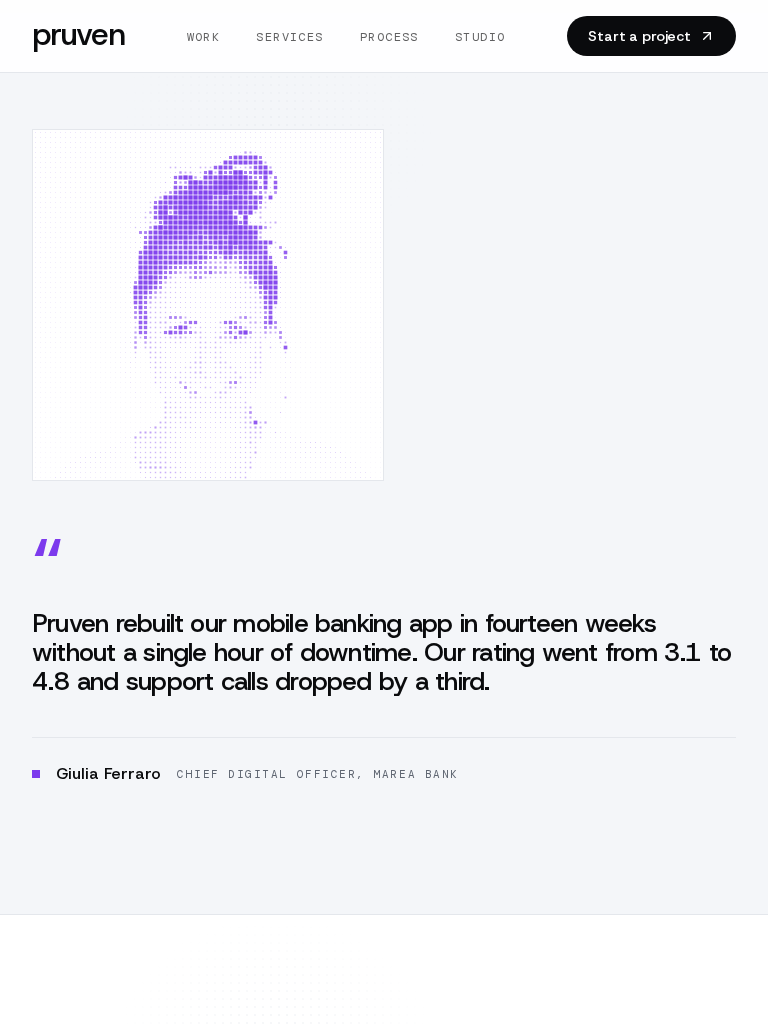 pruven
WORK
SERVICES
PROCESS
STUDIO
Start a project
“
Pruven rebuilt our mobile banking app in fourteen weeks
without a single hour of downtime. Our rating went from 3.1 to
4.8 and support calls dropped by a third.
Giulia Ferraro
CHIEF DIGITAL OFFICER, MAREA BANK